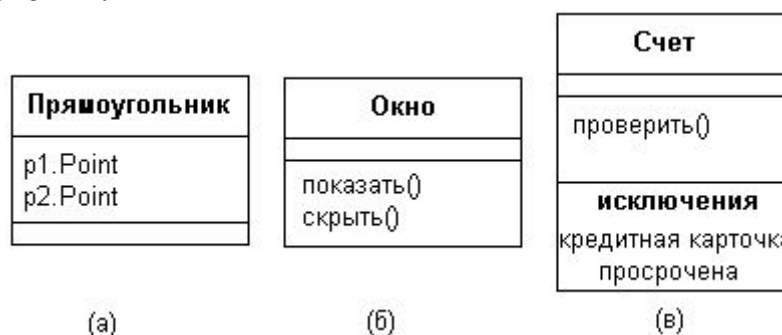 Прямоугольник
p1.Point
p2.Point
(а)
Окно
показать()
скрыть()
(б)
Счет
проверить()
исключения
кредитная карточка
просрочена
(в)